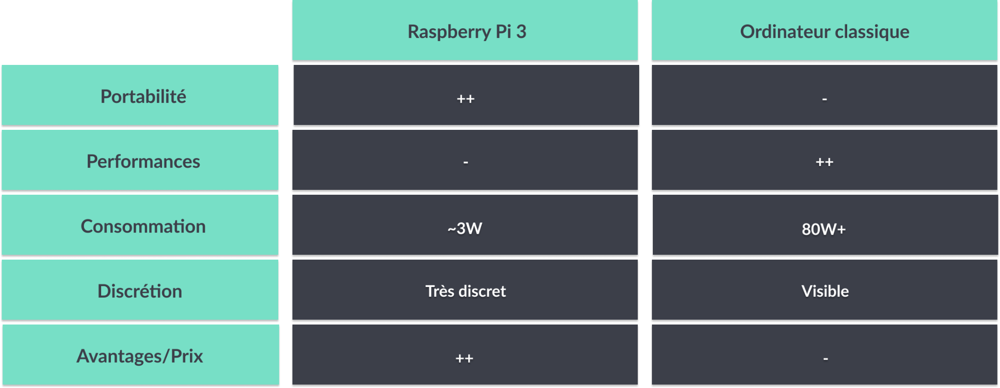 Raspberry Pi 3
Ordinateur classique
Portabilité
++
-
Performances
-
++
Consommation
~3W
80W+
Discrétion
Très discret
Visible
Avantages/Prix
++
-